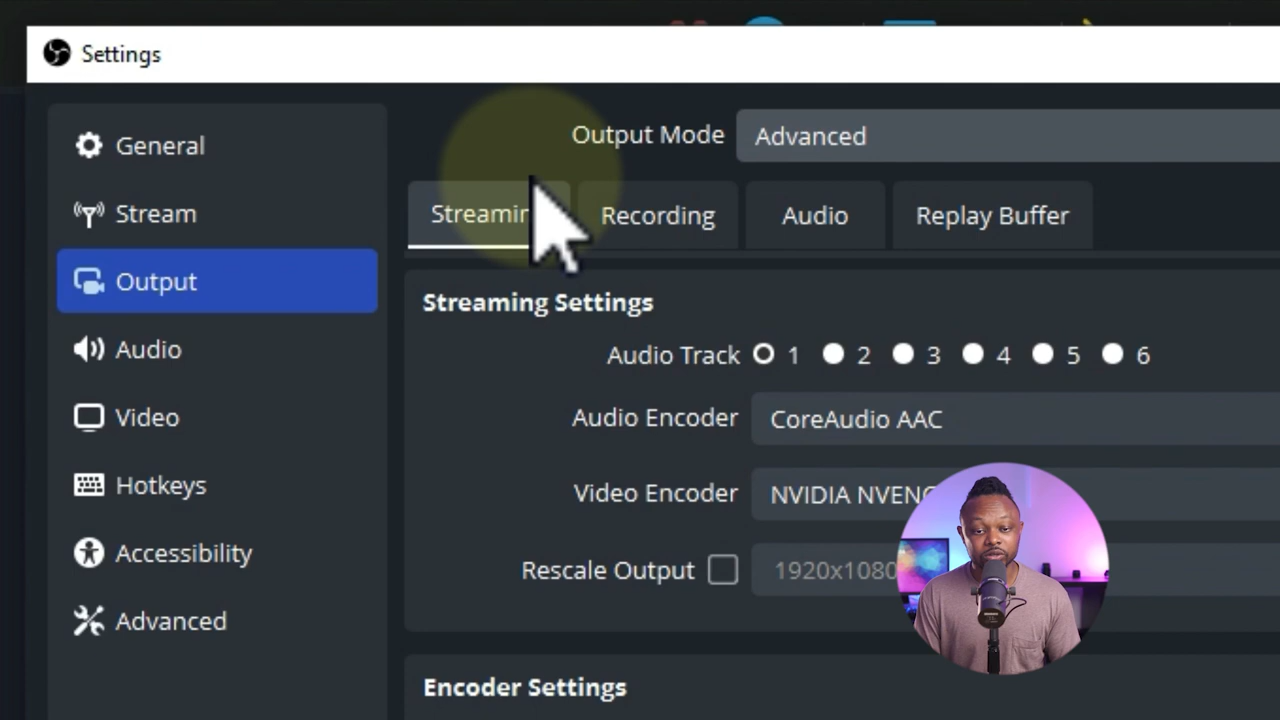 Settings
General
Stream
Output
Audio
Video
Hotkeys
Accessibility
Advanced
Output Mode Advanced
Recording Audio Replay Buffer
Streaming Settings
Audio Track 1 2 3 4 5 6
Audio Encoder CoreAudio AAC
Video Encoder NVIDIA
Rescale Output 1920x1080
Encoder Settings